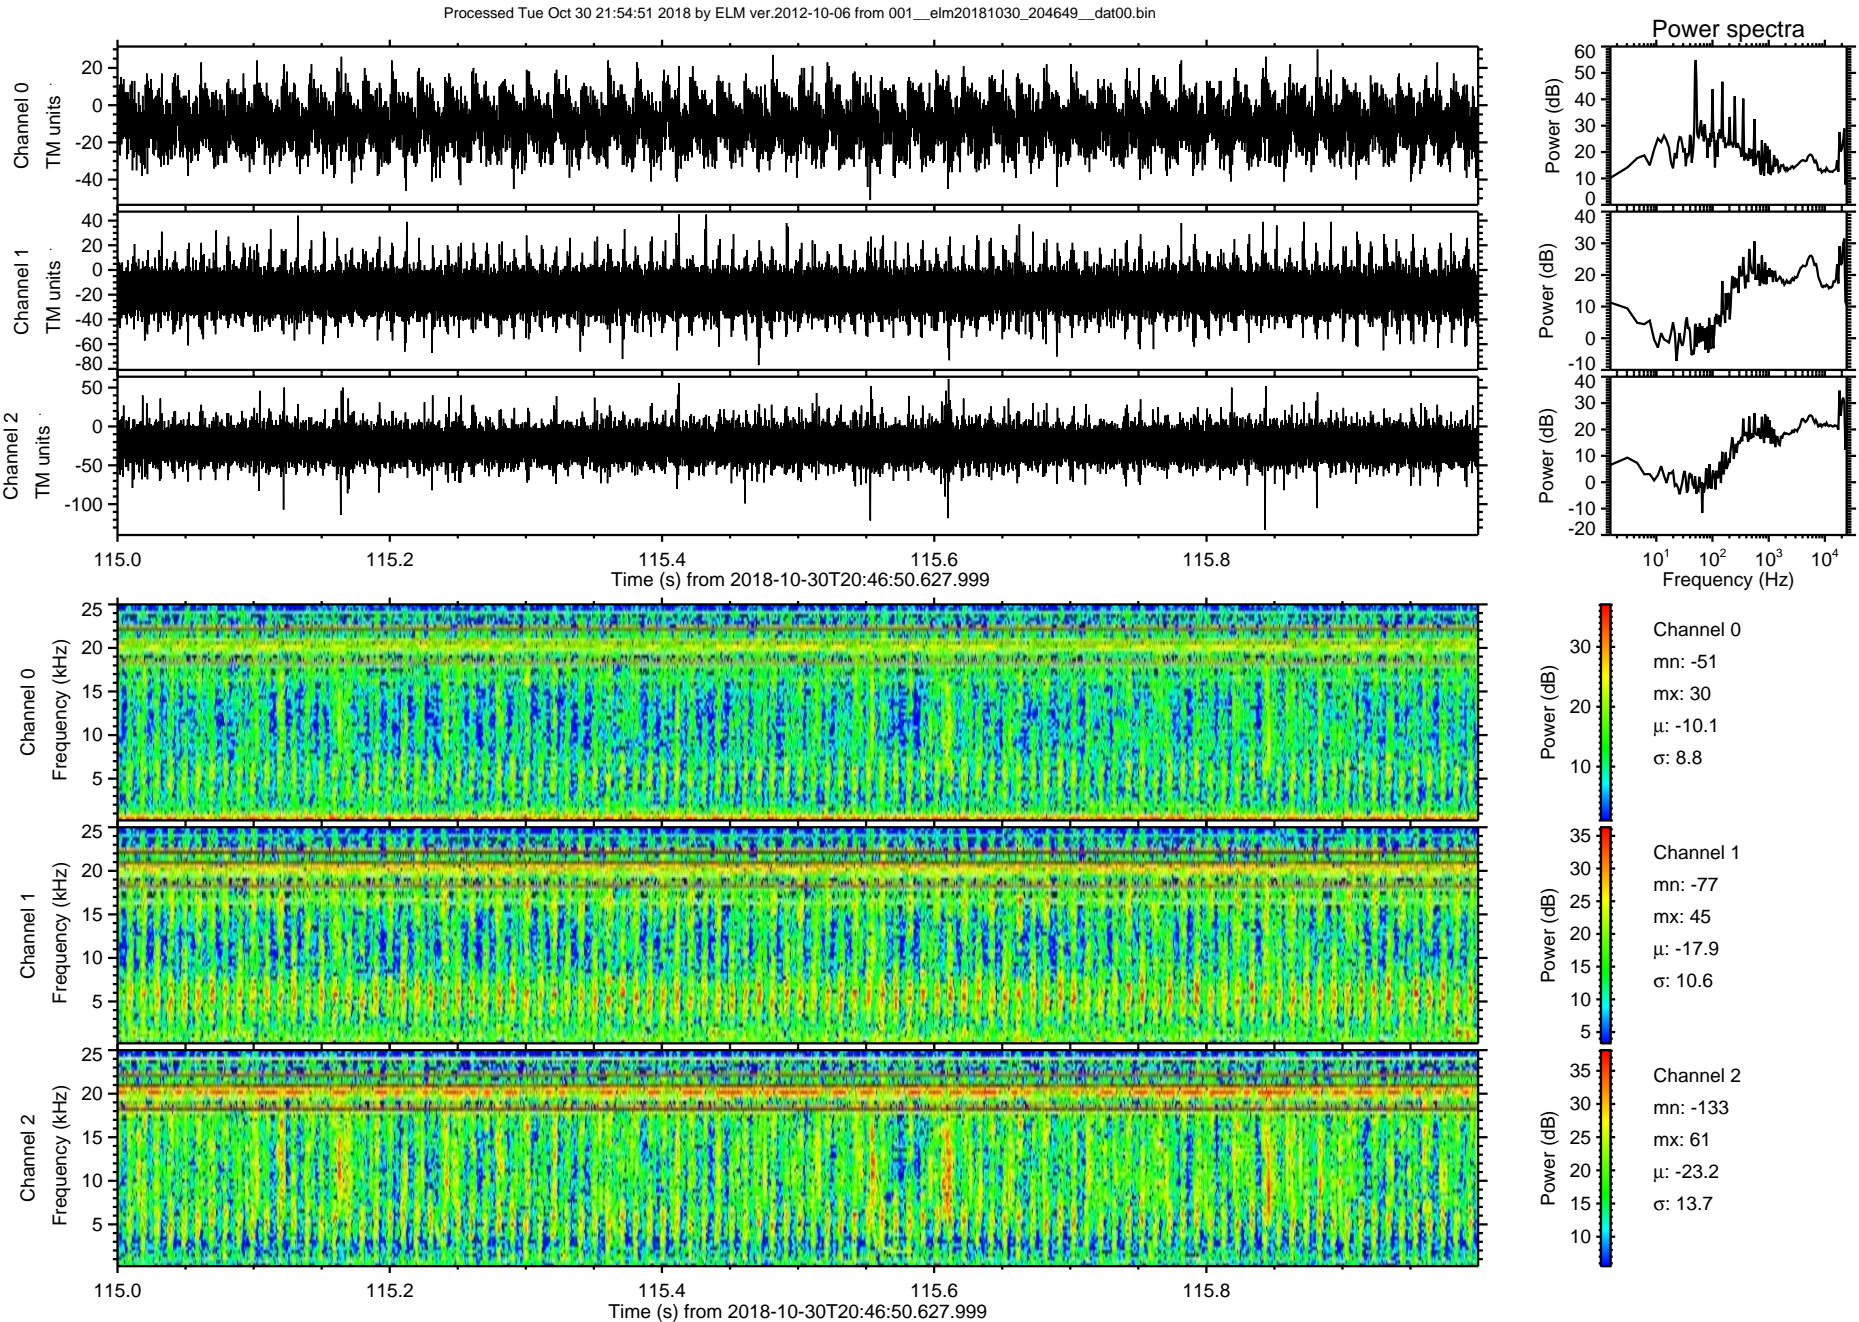 Processed Tue Oct 30 21:54:51 2018 by ELM ver.2012-10-06 from 001__elm20181030_204649__dat00.bin
Power spectra
Channel 0
TM units
20
0
-20
-40
Power (dB)
60
50
40
30
20
10
0
Channel 1
TM units
40
20
0
-20
-40
-60
-80
Power (dB)
40
30
20
10
0
-10
Channel 2
TM units
50
0
-50
-100
Power (dB)
40
30
20
10
0
-10
-20
115.0 115.2 115.4 115.6 115.8
Time (s) from 2018-10-30T20:46:50.627.999
10¹ 10² 10³ 10⁴
Frequency (Hz)
Channel 0
Frequency (kHz)
25
20
15
10
5
Power (dB)
30
20
10
Channel 0
mn: -51
mx: 30
μ: -10.1
σ: 8.8
Channel 1
Frequency (kHz)
25
20
15
10
5
Power (dB)
35
30
25
20
15
10
5
Channel 1
mn: -77
mx: 45
μ: -17.9
σ: 10.6
Channel 2
Frequency (kHz)
25
20
15
10
5
Power (dB)
35
30
25
20
15
10
Channel 2
mn: -133
mx: 61
μ: -23.2
σ: 13.7
115.0 115.2 115.4 115.6 115.8
Time (s) from 2018-10-30T20:46:50.627.999